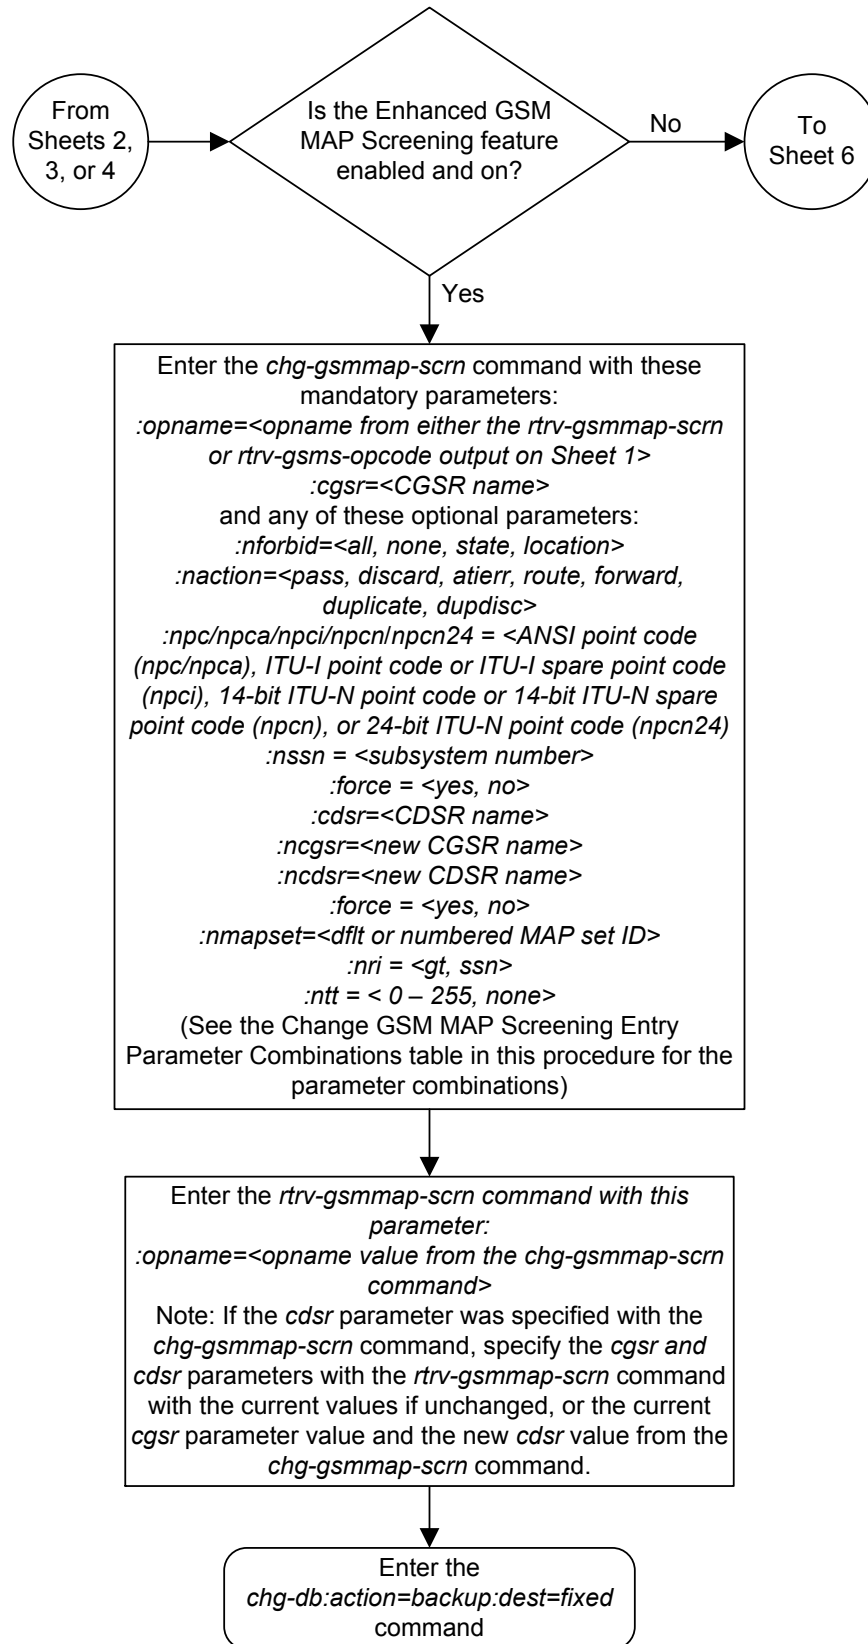 From
Sheets 2,
3, or 4
Is the Enhanced GSM
MAP Screening feature
enabled and on?
No
To
Sheet 6
Yes
Enter the chg-gsmmap-scrn command with these
mandatory parameters:
:opname=<opname from either the rtrv-gsmmap-scrn
or rtrv-gsms-opcode output on Sheet 1>
:cgsr=<CGSR name>
and any of these optional parameters:
:nforbid=<all, none, state, location>
:naction=<pass, discard, atierr, route, forward,
duplicate, dupdisc>
:npc/npca/npci/npcn/npcn24 = <ANSI point code
(npc/npca), ITU-I point code or ITU-I spare point code
(npci), 14-bit ITU-N point code or 14-bit ITU-N spare
point code (npcn), or 24-bit ITU-N point code (npcn24)
:nssn = <subsystem number>
:force = <yes, no>
:cdsr=<CDSR name>
:ncgsr=<new CGSR name>
:ncdsr=<new CDSR name>
:force = <yes, no>
:nmapset=<dflt or numbered MAP set ID>
:nri = <gt, ssn>
:ntt = < 0 – 255, none>
(See the Change GSM MAP Screening Entry
Parameter Combinations table in this procedure for the
parameter combinations)
Enter the rtrv-gsmmap-scrn command with this
parameter:
:opname=<opname value from the chg-gsmmap-scrn
command>
Note: If the cdsr parameter was specified with the
chg-gsmmap-scrn command, specify the cgsr and
cdsr parameters with the rtrv-gsmmap-scrn command
with the current values if unchanged, or the current
cgsr parameter value and the new cdsr value from the
chg-gsmmap-scrn command.
Enter the
chg-db:action=backup:dest=fixed
command